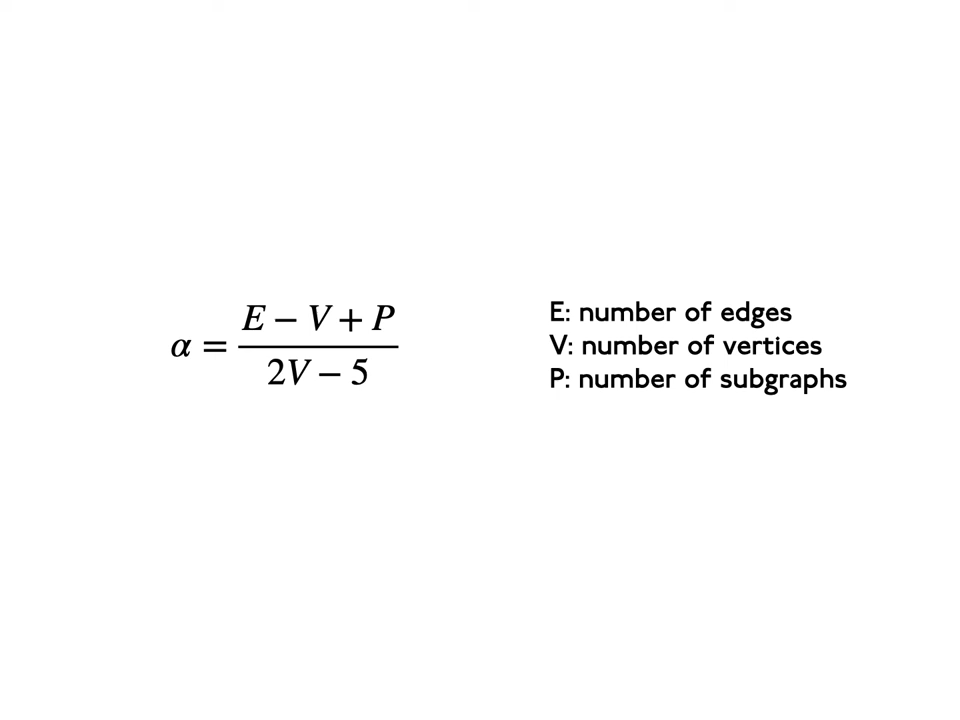 α = (E − V + P) / (2V − 5)
E: number of edges
V: number of vertices
P: number of subgraphs